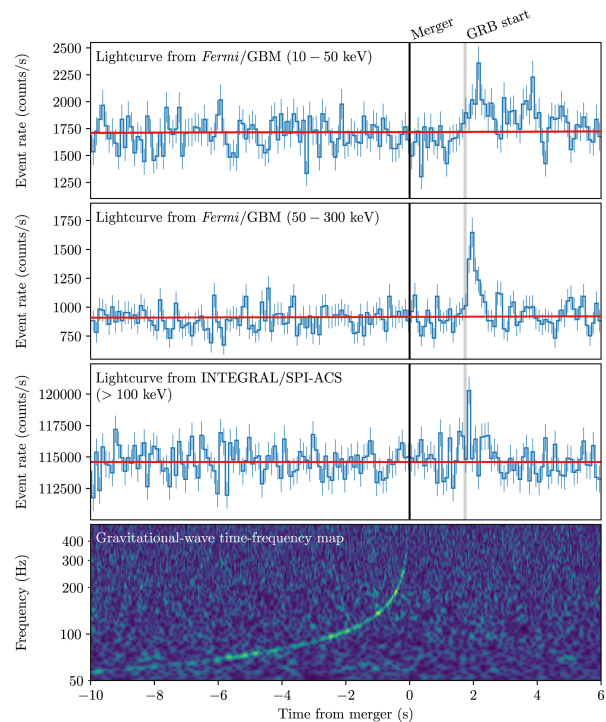 Merger
GRB start
Lightcurve from Fermi/GBM (10 − 50 keV)
Event rate (counts/s)
2500
2250
2000
1750
1500
1250
Lightcurve from Fermi/GBM (50 − 300 keV)
Event rate (counts/s)
1750
1500
1250
1000
750
Lightcurve from INTEGRAL/SPI-ACS
(> 100 keV)
Event rate (counts/s)
120000
117500
115000
112500
Gravitational-wave time-frequency map
Frequency (Hz)
400
300
200
100
50
−10 −8 −6 −4 −2 0 2 4 6
Time from merger (s)